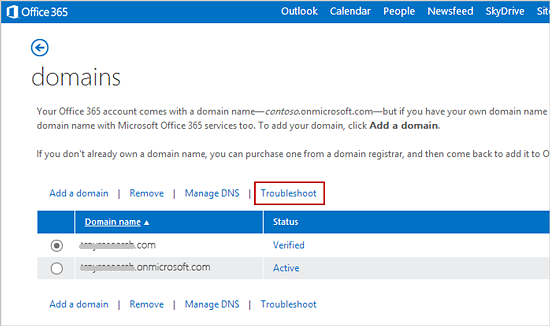 Office 365 Outlook Calendar People Newsfeed SkyDrive Site
domains
Your Office 365 account comes with a domain name—contoso.onmicrosoft.com—but if you have your own domain name
domain name with Microsoft Office 365 services too. To add your domain, click Add a domain.
If you don't already own a domain name, you can purchase one from a domain registrar, and then come back to add it to O
Add a domain | Remove | Manage DNS | Troubleshoot
Domain name ▲ Status
.com Verified
.onmicrosoft.com Active
Add a domain | Remove | Manage DNS | Troubleshoot